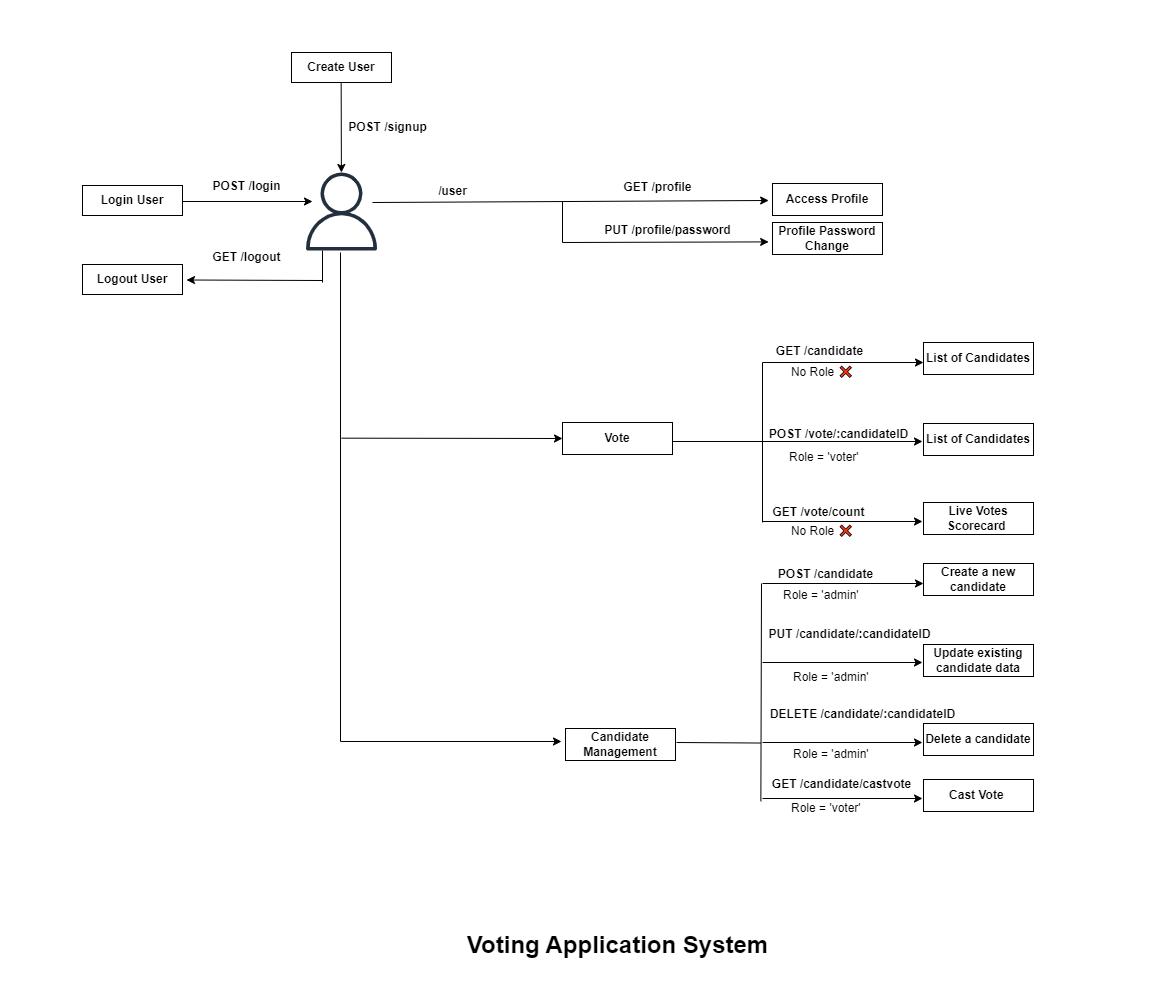 Create User
POST /signup
Login User
POST /login
/user
GET /profile
Access Profile
PUT /profile/password
Profile Password
Change
GET /logout
Logout User
GET /candidate
No Role
List of Candidates
Vote
POST /vote/:candidateID
Role = 'voter'
List of Candidates
GET /vote/count
No Role
Live Votes
Scorecard
POST /candidate
Role = 'admin'
Create a new
candidate
PUT /candidate/:candidateID
Role = 'admin'
Update existing
candidate data
Candidate
Management
DELETE /candidate/:candidateID
Role = 'admin'
Delete a candidate
GET /candidate/castvote
Role = 'voter'
Cast Vote
Voting Application System